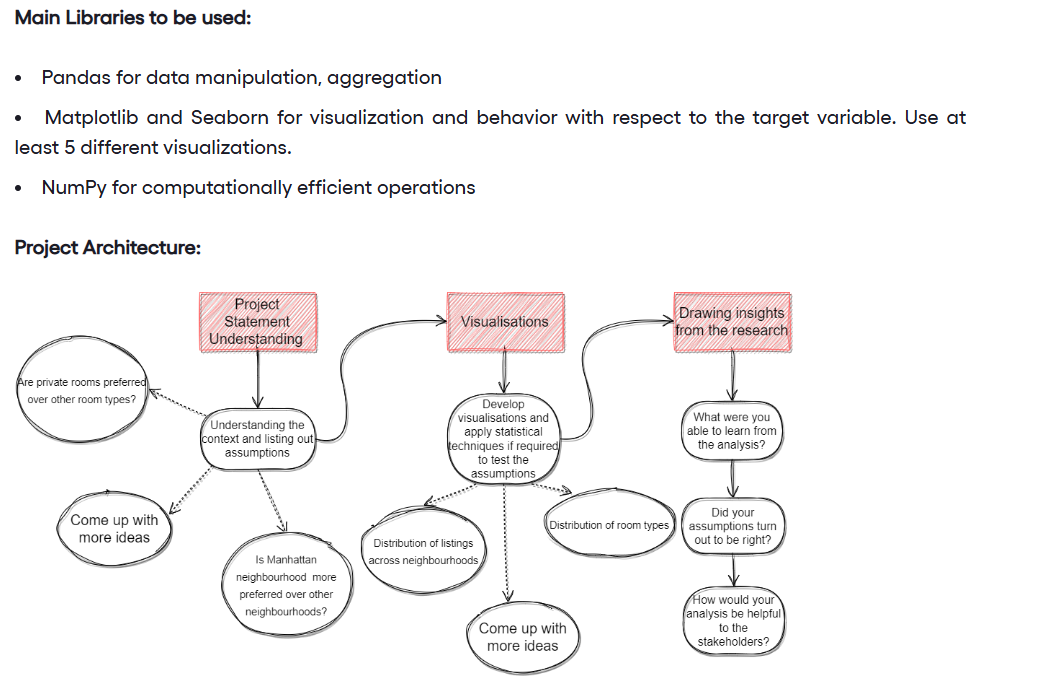 Main Libraries to be used:
• Pandas for data manipulation, aggregation
• Matplotlib and Seaborn for visualization and behavior with respect to the target variable. Use at
least 5 different visualizations.
• NumPy for computationally efficient operations
Project Architecture:
Project
Statement
Understanding
Visualisations
Drawing insights
from the research
Are private rooms preferred
over other room types?
Understanding the
context and listing out
assumptions
Develop
visualisations and
apply statistical
techniques if required
to test the
assumptions
What were you
able to learn from
the analysis?
Come up with
more ideas
Is Manhattan
neighbourhood more
preferred over other
neighbourhoods?
Distribution of listings
across neighbourhoods
Distribution of room types
Did your
assumptions turn
out to be right?
Come up with
more ideas
How would your
analysis be helpful
to the
stakeholders?